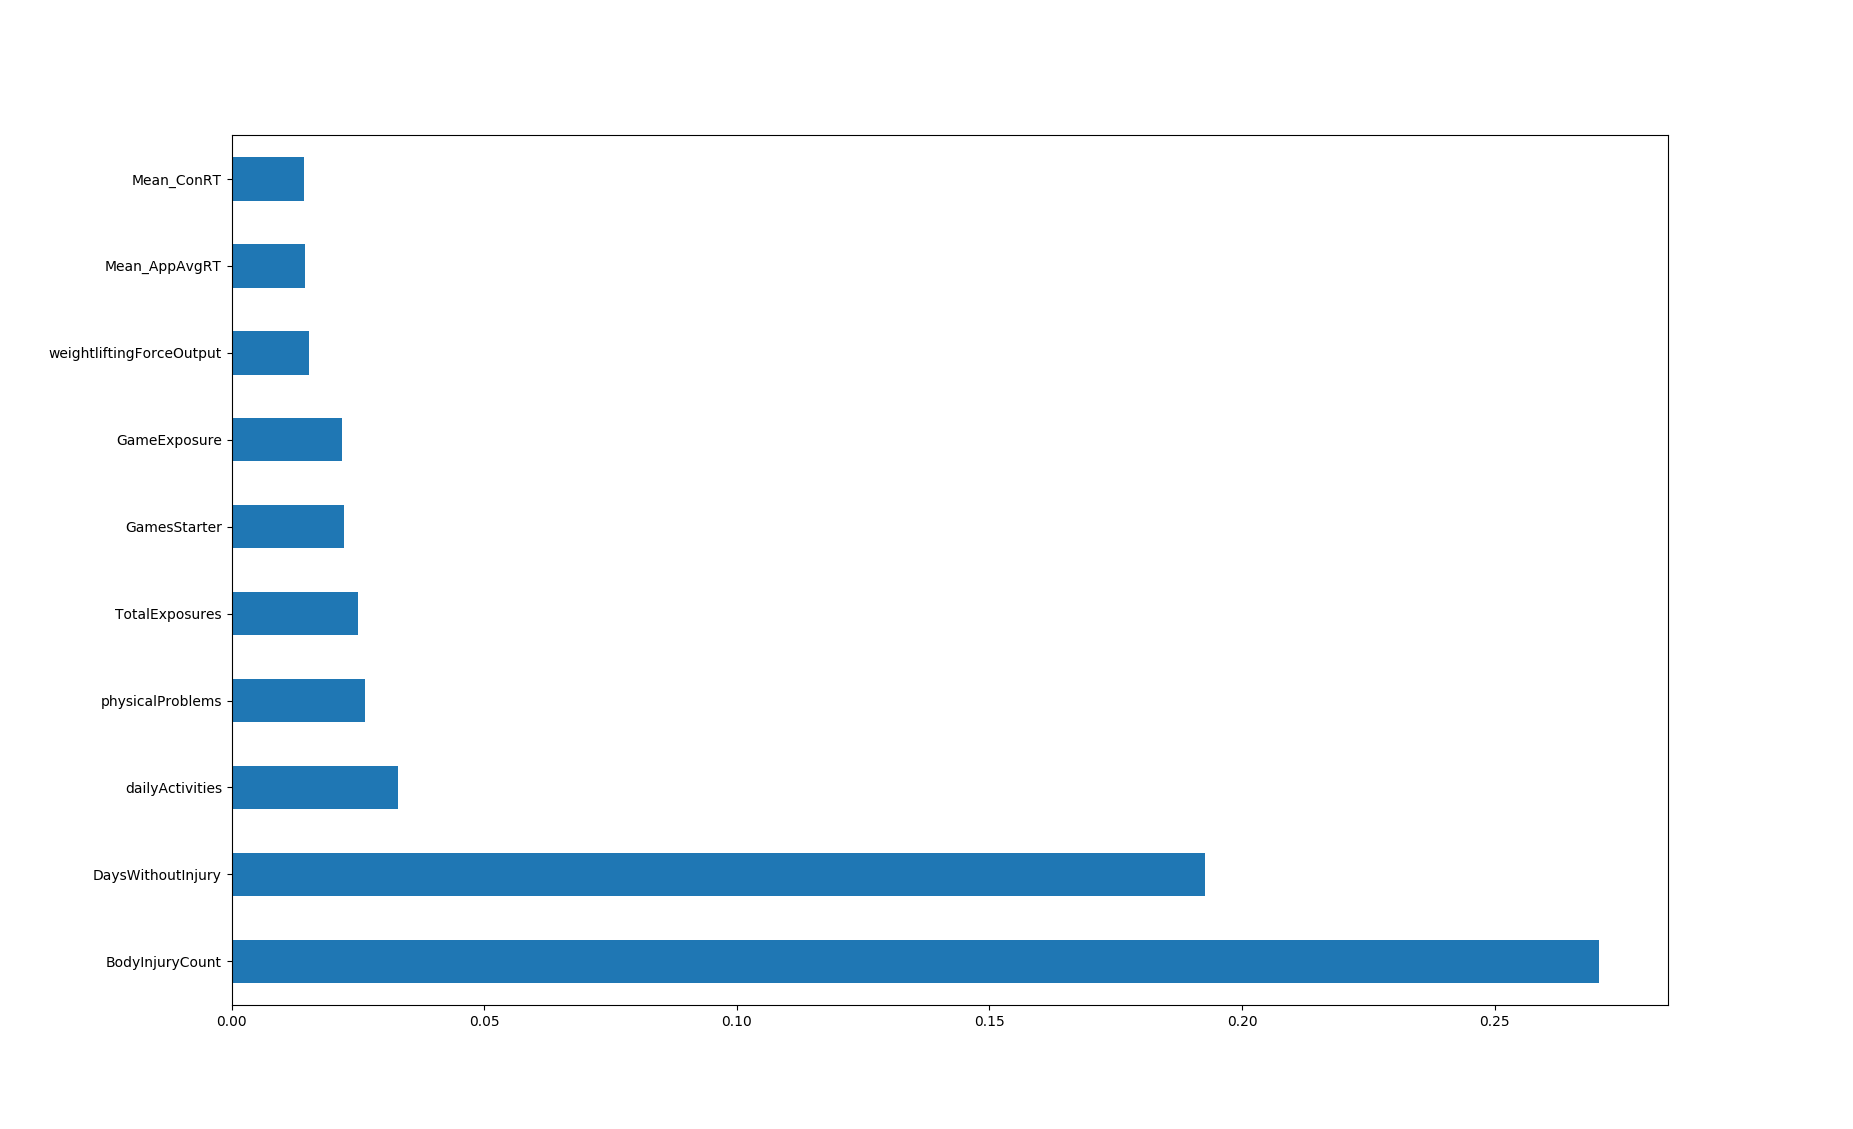 Mean_ConRT
Mean_AppAvgRT
weightliftingForceOutput
GameExposure
GamesStarter
TotalExposures
physicalProblems
dailyActivities
DaysWithoutInjury
BodyInjuryCount
0.00 0.05 0.10 0.15 0.20 0.25